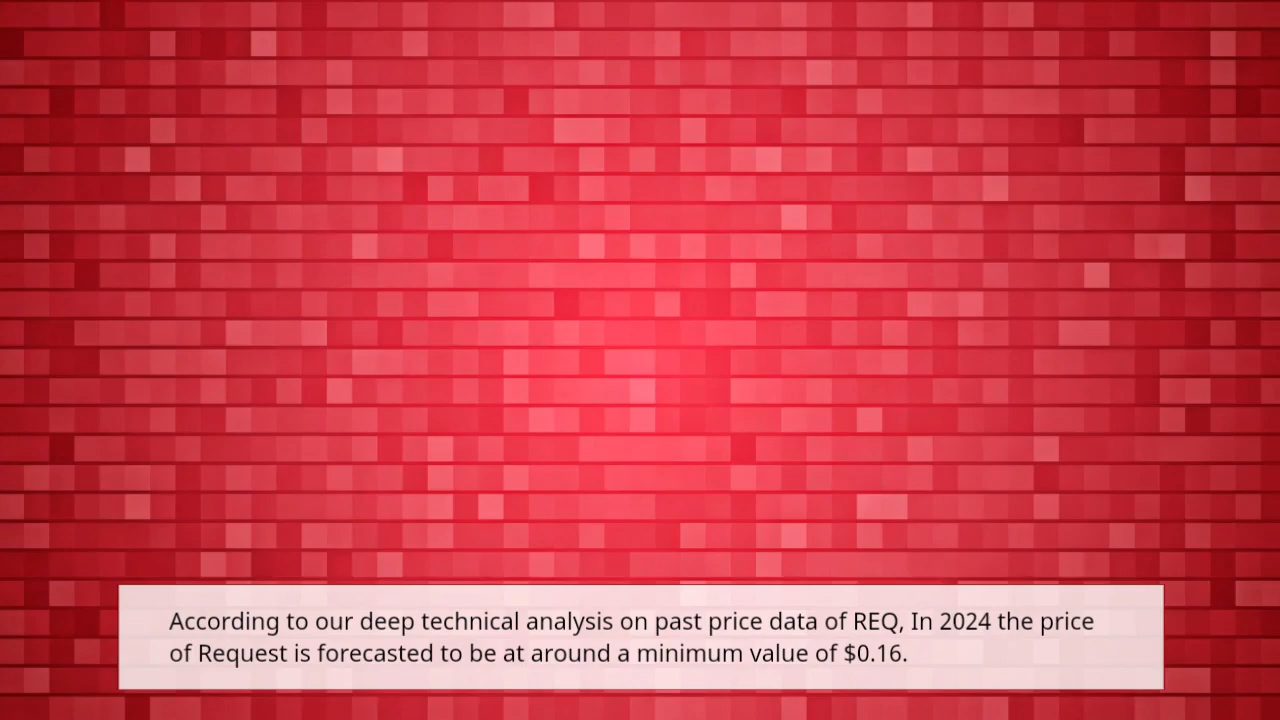 According to our deep technical analysis on past price data of REQ, In 2024 the price
of Request is forecasted to be at around a minimum value of $0.16.